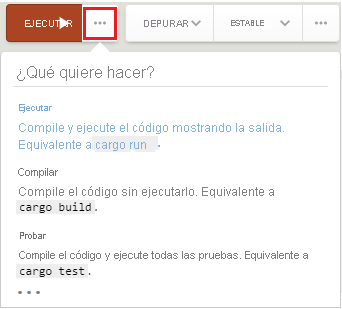 EJECUTAR ••• DEPURAR ESTABLE •••
¿Qué quiere hacer?
Ejecutar
Compile y ejecute el código mostrando la salida.
Equivalente a cargo run .
Compilar
Compile el código sin ejecutarlo. Equivalente a
cargo build.
Probar
Compile el código y ejecute todas las pruebas. Equivalente a
cargo test.
•••